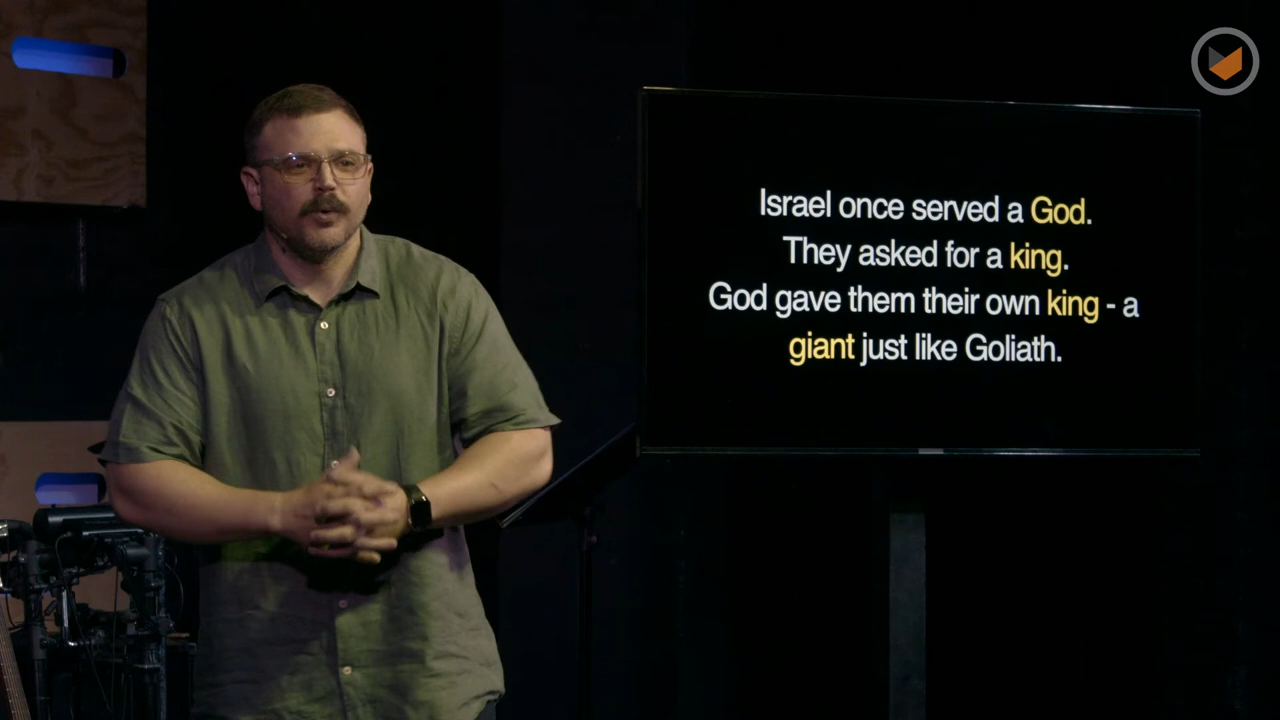 Israel once served a God.
They asked for a king.
God gave them their own king - a
giant just like Goliath.